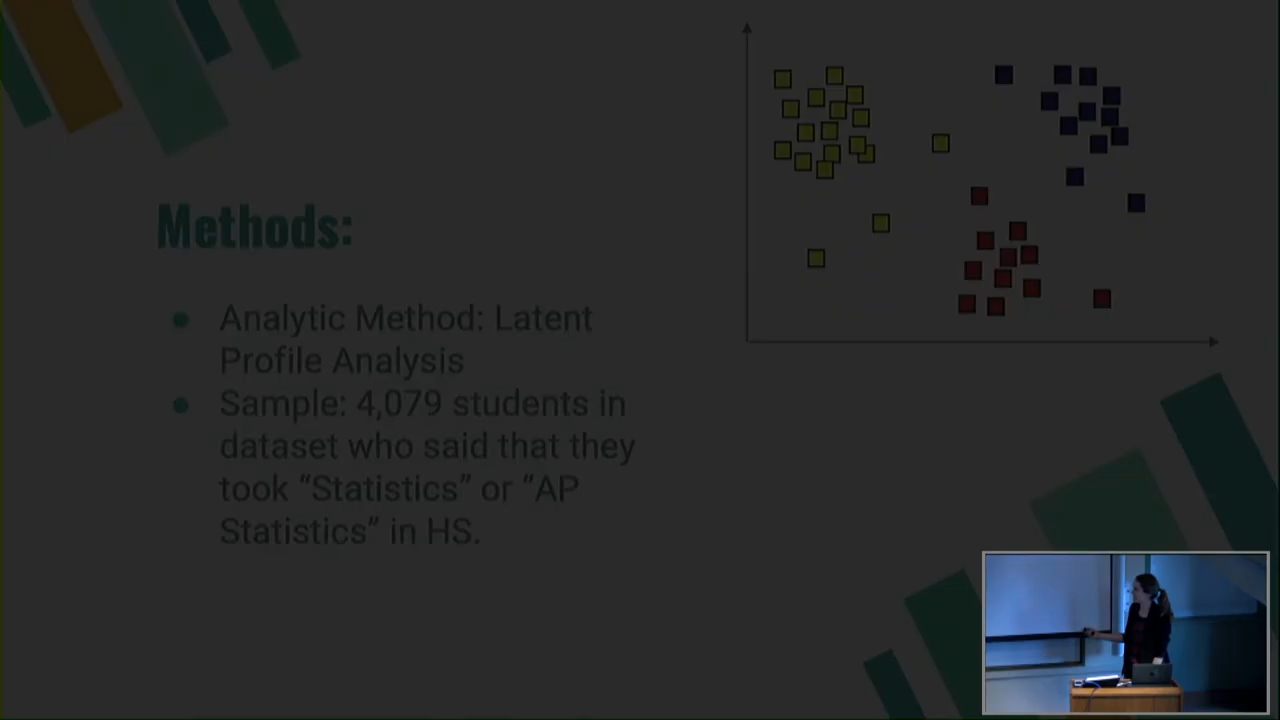 Methods:
● Analytic Method: Latent
Profile Analysis
● Sample: 4,079 students in
dataset who said that they
took “Statistics” or “AP
Statistics” in HS.